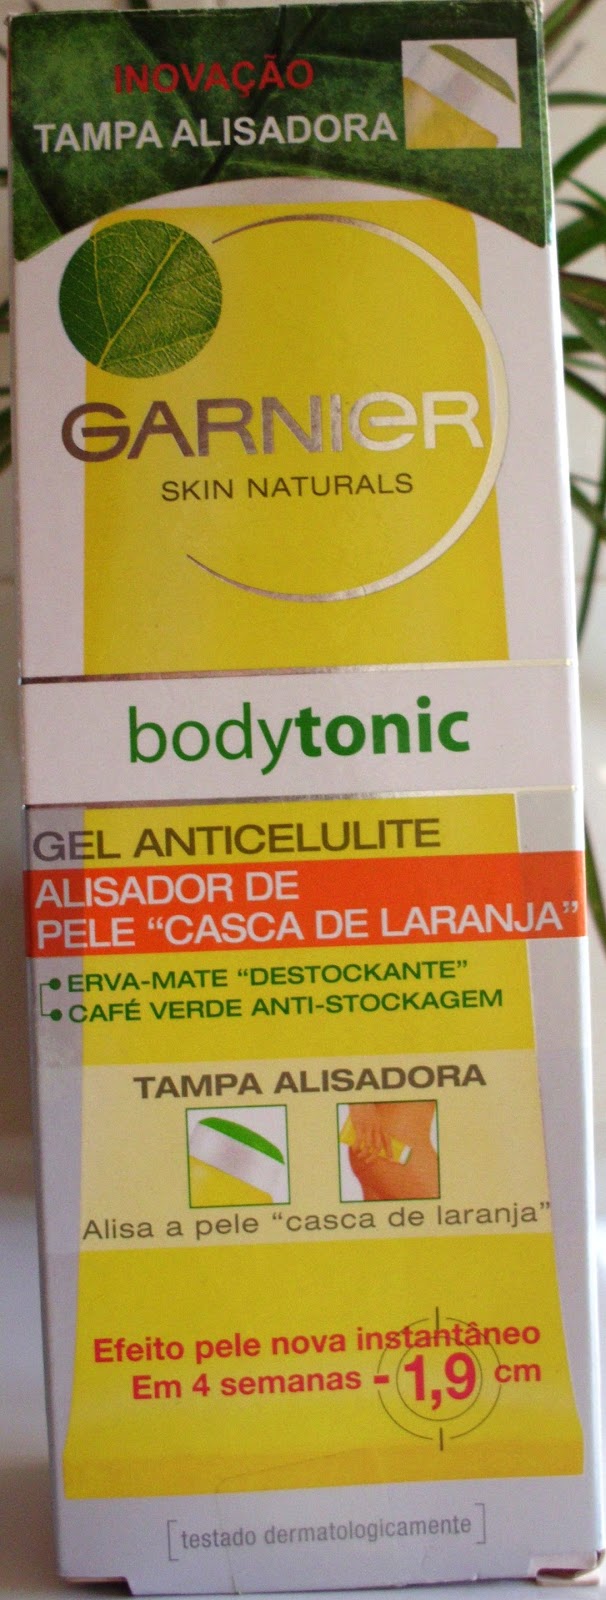 INOVAÇÃO
TAMPA ALISADORA
GARNIER
SKIN NATURALS
bodytonic
GEL ANTICELULITE
ALISADOR DE
PELE “CASCA DE LARANJA”
ERVA-MATE “DESTOCKANTE”
CAFÉ VERDE ANTI-STOCKAGEM
TAMPA ALISADORA
Alisa a pele “casca de laranja”
Efeito pele nova instantâneo
Em 4 semanas - 1,9 cm
[testado dermatologicamente]